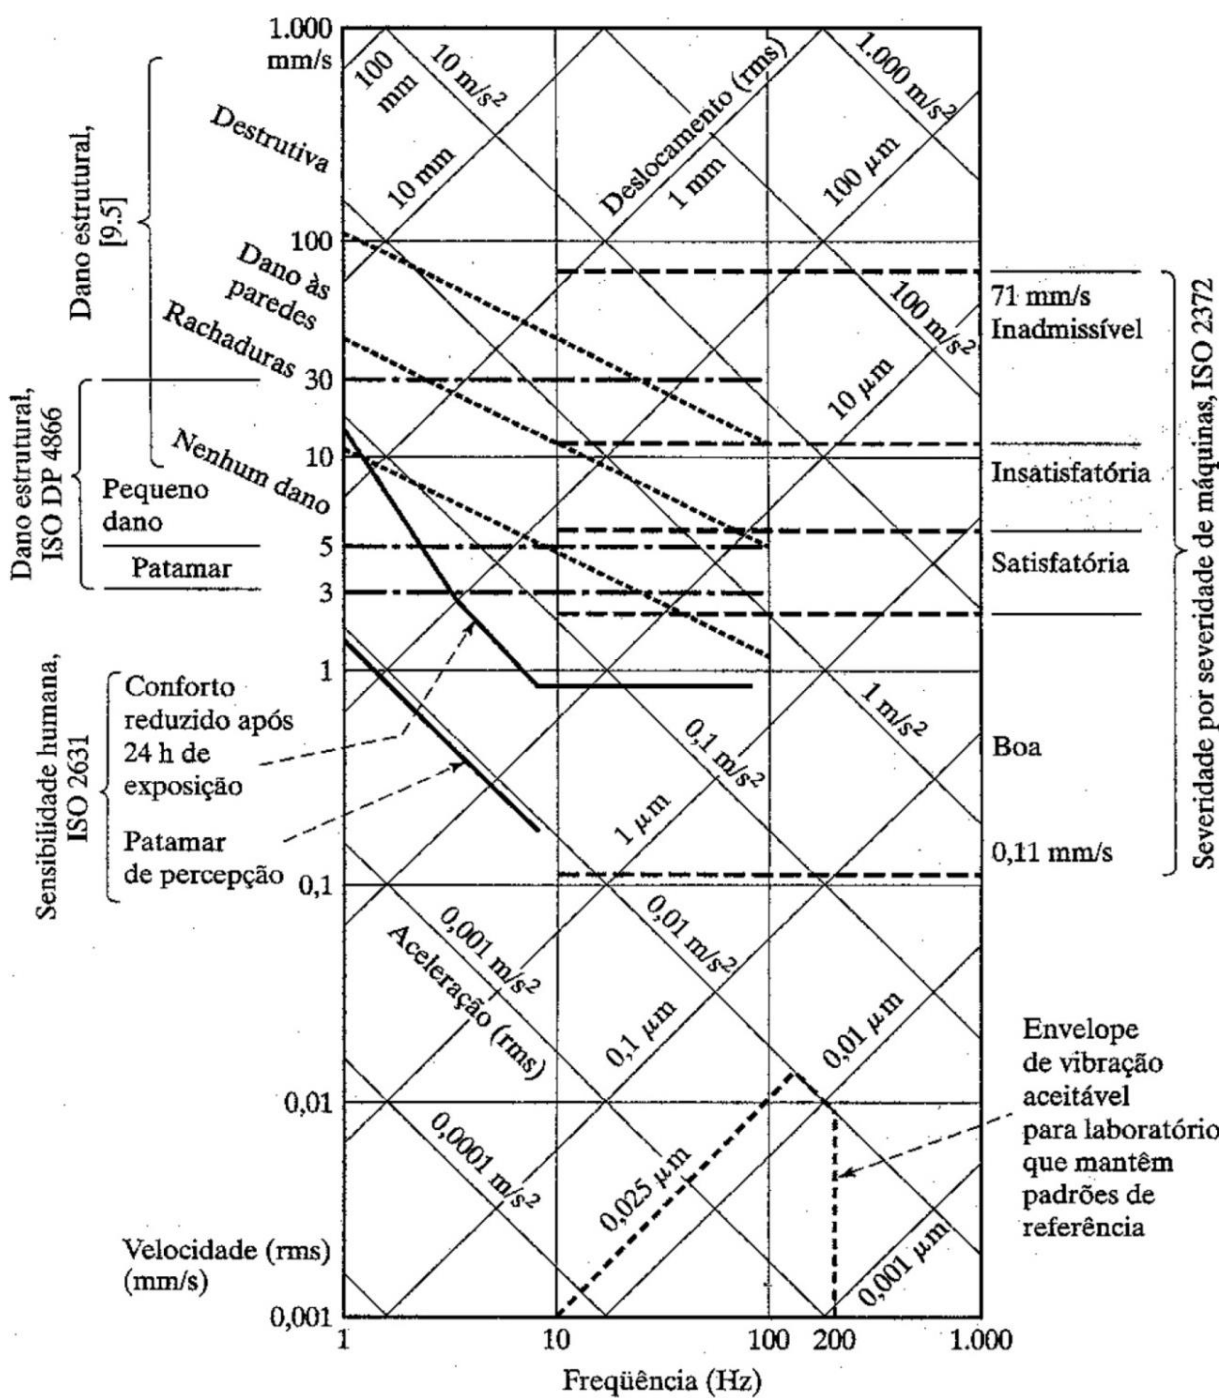 1.000
mm/s
100
30
10
5
3
1
0,1
0,01
0,001
Dano estrutural,
[9.5]
Destrutiva
Dano às
paredes
Rachaduras
Nenhum dano
Dano estrutural,
ISO DP 4866
Pequeno
dano
Patamar
Sensibilidade humana,
ISO 2631
Conforto
reduzido após
24 h de
exposição
Patamar
de percepção
Velocidade (rms)
(mm/s)
100
mm
10 m/s²
10 mm
Deslocamento (rms)
1 mm
1.000 m/s²
100 μm
100 m/s²
10 μm
1 m/s²
0,1 m/s²
1 μm
0,01 m/s²
0,001 m/s²
Aceleração (rms)
0,1 μm
0,01 μm
0,0001 m/s²
0,025 μm
0,001 μm
71 mm/s
Inadmissível
Insatisfatória
Satisfatória
Boa
0,11 mm/s
Severidade por severidade de máquinas, ISO 2372
Envelope
de vibração
aceitável
para laboratório
que mantêm
padrões de
referência
1
10
100
200
1.000
Freqüência (Hz)